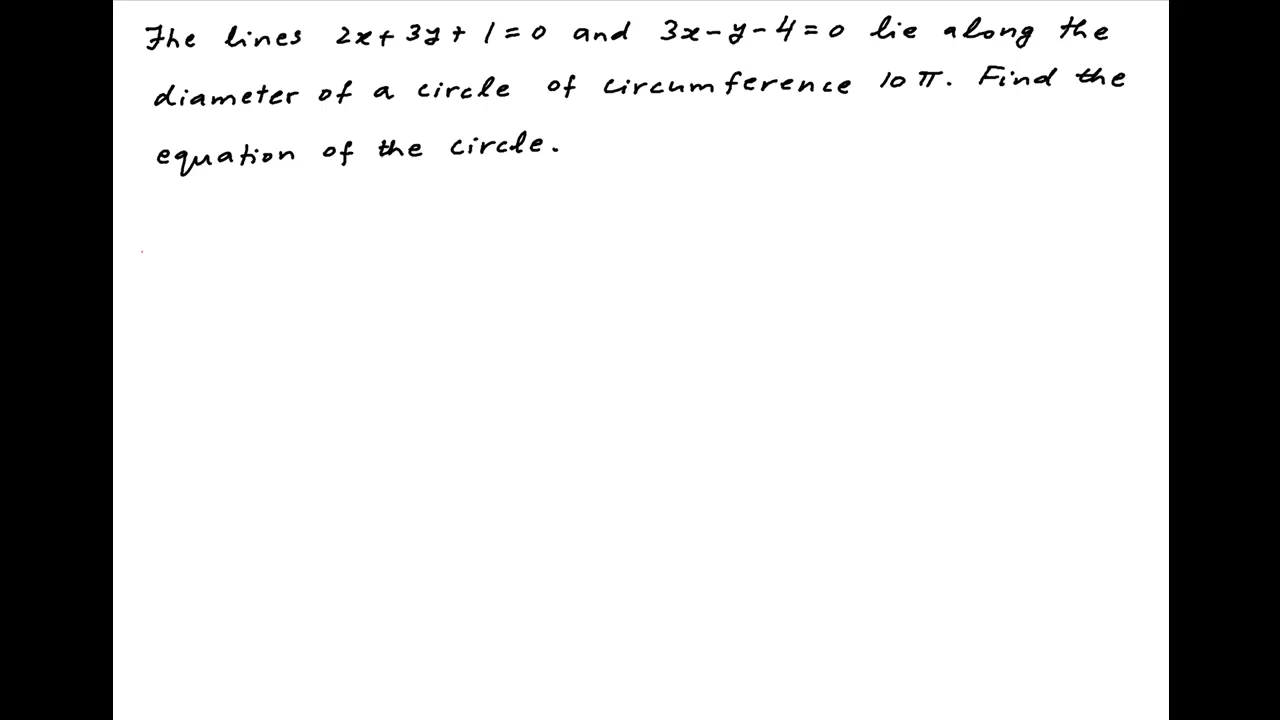 The lines 2x + 3y + 1 = 0 and 3x - y - 4 = 0 lie along the
diameter of a circle of circumference 10 π. Find the
equation of the circle.